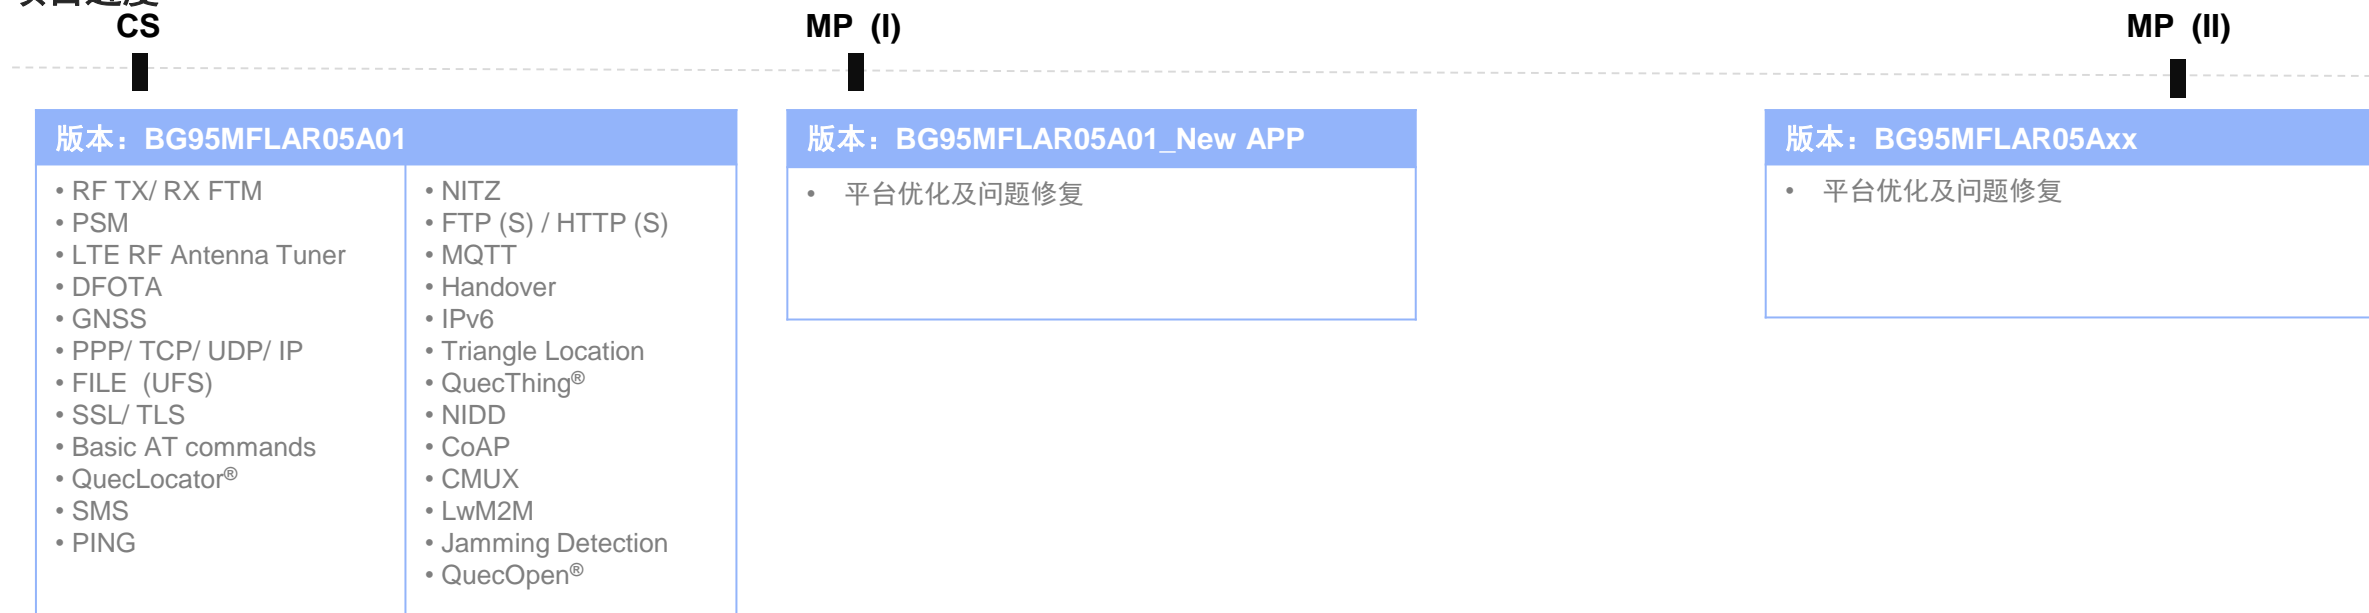 CS
MP (I)
MP (II)
版本：BG95MFLAR05A01
• RF TX/ RX FTM
• PSM
• LTE RF Antenna Tuner
• DFOTA
• GNSS
• PPP/ TCP/ UDP/ IP
• FILE (UFS)
• SSL/ TLS
• Basic AT commands
• QuecLocator®
• SMS
• PING
• NITZ
• FTP (S) / HTTP (S)
• MQTT
• Handover
• IPv6
• Triangle Location
• QuecThing®
• NIDD
• CoAP
• CMUX
• LwM2M
• Jamming Detection
• QuecOpen®
版本：BG95MFLAR05A01_New APP
• 平台优化及问题修复
版本：BG95MFLAR05Axx
• 平台优化及问题修复